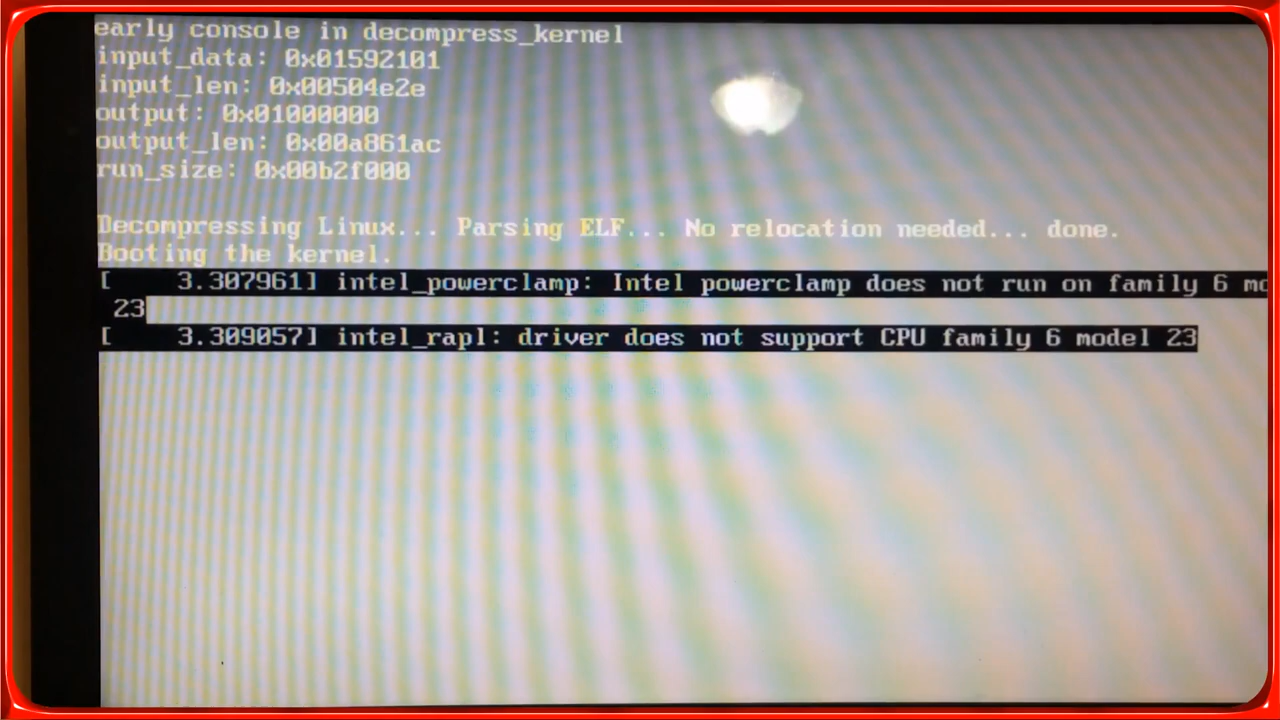 early console in decompress_kernel
input_data: 0x01592101
input_len: 0x00504e2e
output: 0x01000000
output_len: 0x00a861ac
run_size: 0x00b2f000
Decompressing Linux... Parsing ELF... No relocation needed... done.
Booting the kernel.
[    3.307961] intel_powerclamp: Intel powerclamp does not run on family 6 mo
23
[    3.309057] intel_rapl: driver does not support CPU family 6 model 23